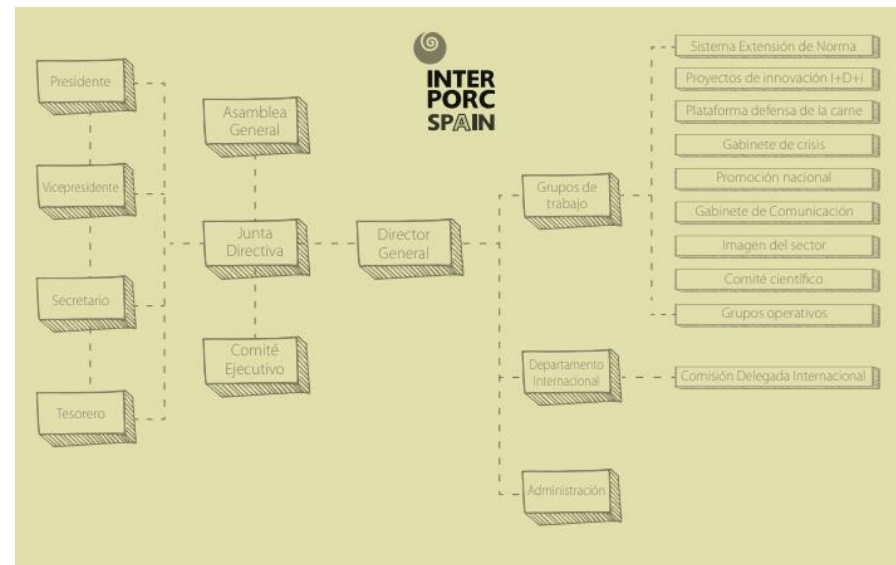 INTER
PORC
SPAIN
Presidente
Vicepresidente
Secretario
Tesorero
Asamblea
General
Junta
Directiva
Comité
Ejecutivo
Director
General
Grupos de
trabajo
Departamento
Internacional
Administración
Sistema Extensión de Norma
Proyectos de innovación I+D+i
Plataforma defensa de la carne
Gabinete de crisis
Promoción nacional
Gabinete de Comunicación
Imagen del sector
Comité científico
Grupos operativos
Comisión Delegada Internacional